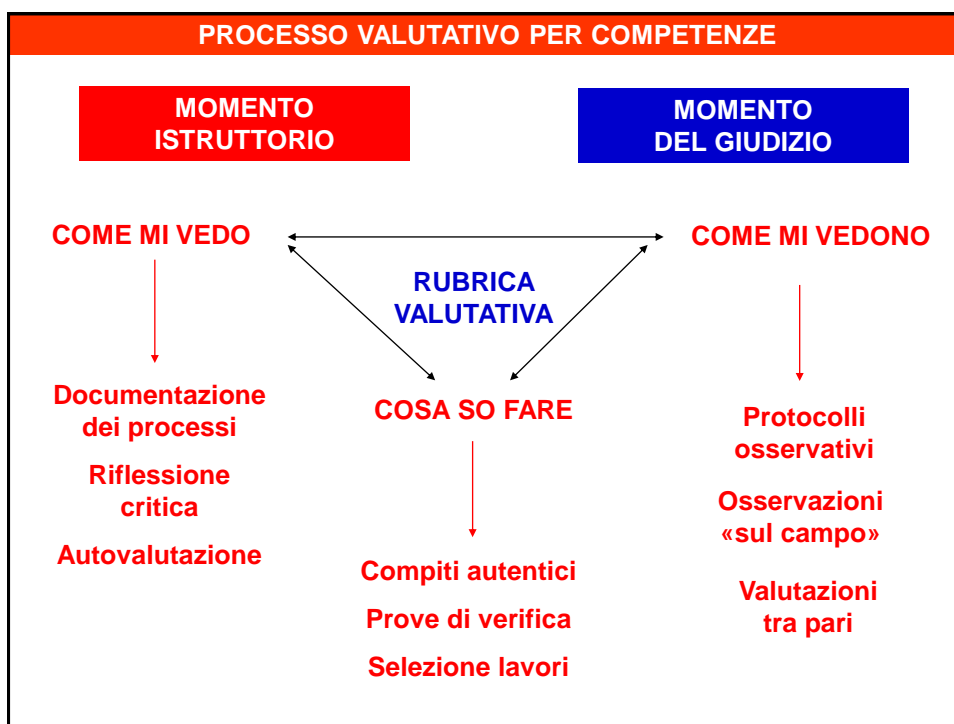 PROCESSO VALUTATIVO PER COMPETENZE
MOMENTO
ISTRUTTORIO
MOMENTO
DEL GIUDIZIO
COME MI VEDO
COME MI VEDONO
RUBRICA
VALUTATIVA
COSA SO FARE
Documentazione
dei processi
Riflessione
critica
Autovalutazione
Compiti autentici
Prove di verifica
Selezione lavori
Protocolli
osservativi
Osservazioni
«sul campo»
Valutazioni
tra pari